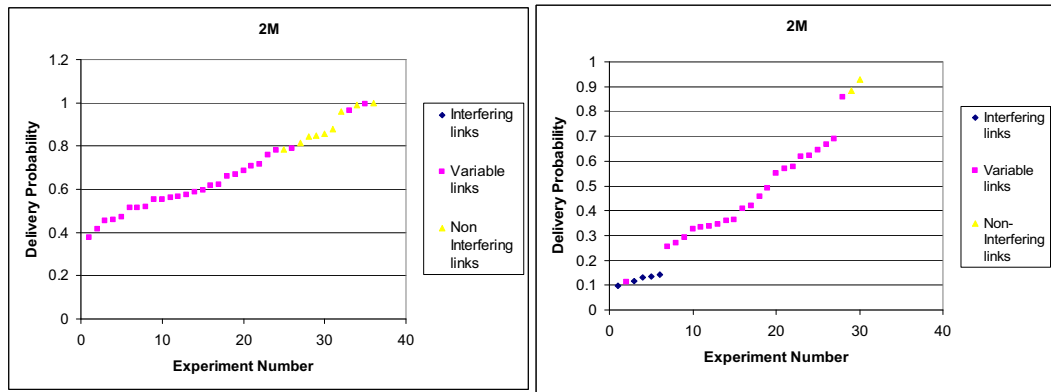 2M
1.2
1
0.8
0.6
0.4
0.2
0
0
10
20
30
40
Delivery Probability
Experiment Number
Interfering
links
Variable
links
Non
Interfering
links
2M
1
0.9
0.8
0.7
0.6
0.5
0.4
0.3
0.2
0.1
0
0
10
20
30
40
Delivery Probability
Experiment Number
Interfering
links
Variable
links
Non-
Interfering
links